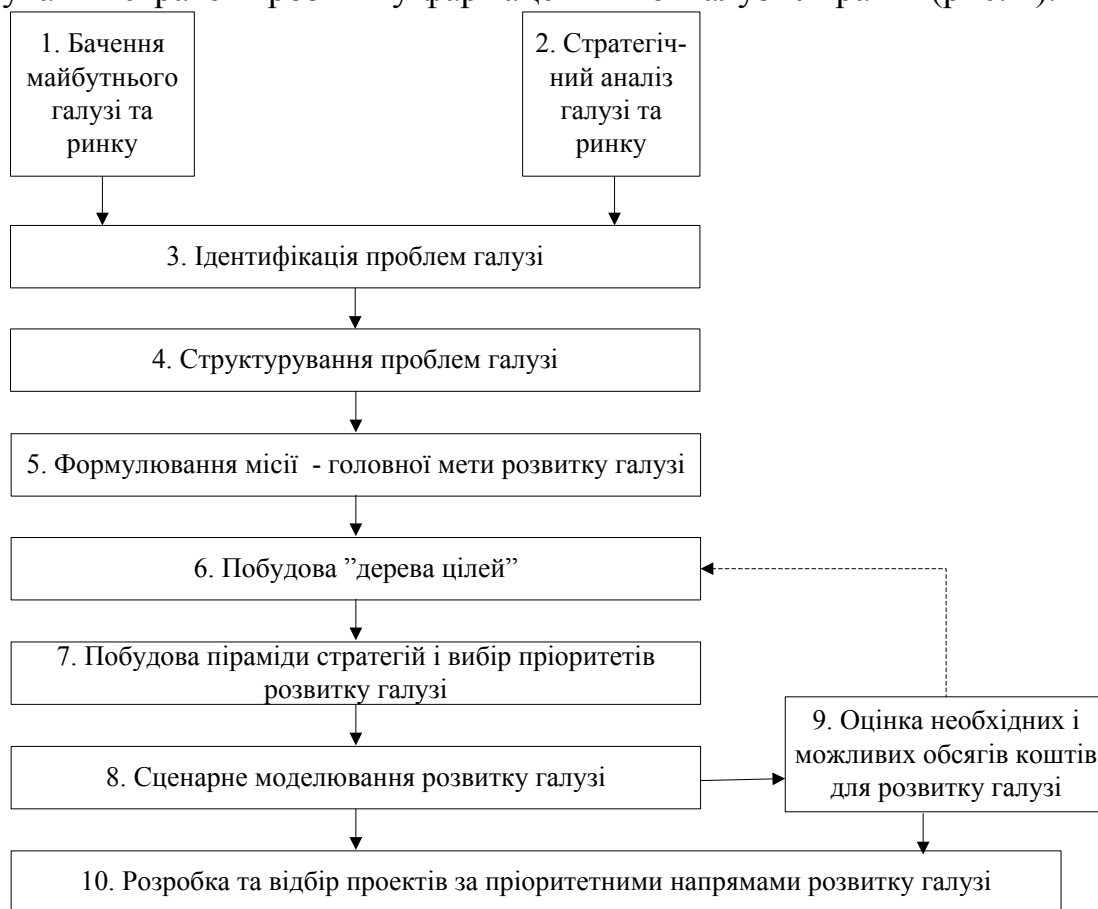 1. Бачення
майбутнього
галузі та
ринку
2. Стратегіч-
ний аналіз
галузі та
ринку
3. Ідентифікація проблем галузі
4. Структурування проблем галузі
5. Формулювання місії - головної мети розвитку галузі
6. Побудова ”дерева цілей”
7. Побудова піраміди стратегій і вибір пріоритетів
розвитку галузі
8. Сценарне моделювання розвитку галузі
9. Оцінка необхідних і
можливих обсягів коштів
для розвитку галузі
10. Розробка та відбір проектів за пріоритетними напрямами розвитку галузі